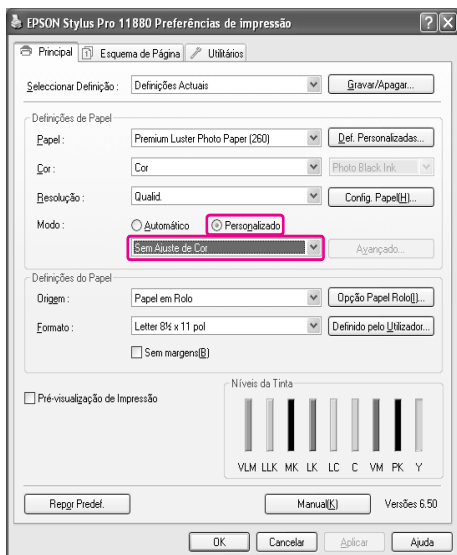 EPSON Stylus Pro 11880 Preferências de impressão
Principal Esquema de Página Utilitários
Seleccionar Definição : Definições Actuais Gravar/Apagar...
Definições de Papel
Papel : Premium Luster Photo Paper (260) Def. Personalizadas...
Cor : Cor Photo Black Ink
Resolução : Qualid. Config. Papel(H)...
Modo : Automático Personalizado
Sem Ajuste de Cor Avançado...
Definições do Papel
Origem : Papel em Rolo Opção Papel Rolo(I)...
Formato : Letter 8½ x 11 pol Definido pelo Utilizador...
Sem margens(B)
Pré-visualização de Impressão
Níveis da Tinta
VLM LLK MK LK LC C VM PK Y
Repor Predef. Manual(K) Versões 6.50
OK Cancelar Aplicar Ajuda